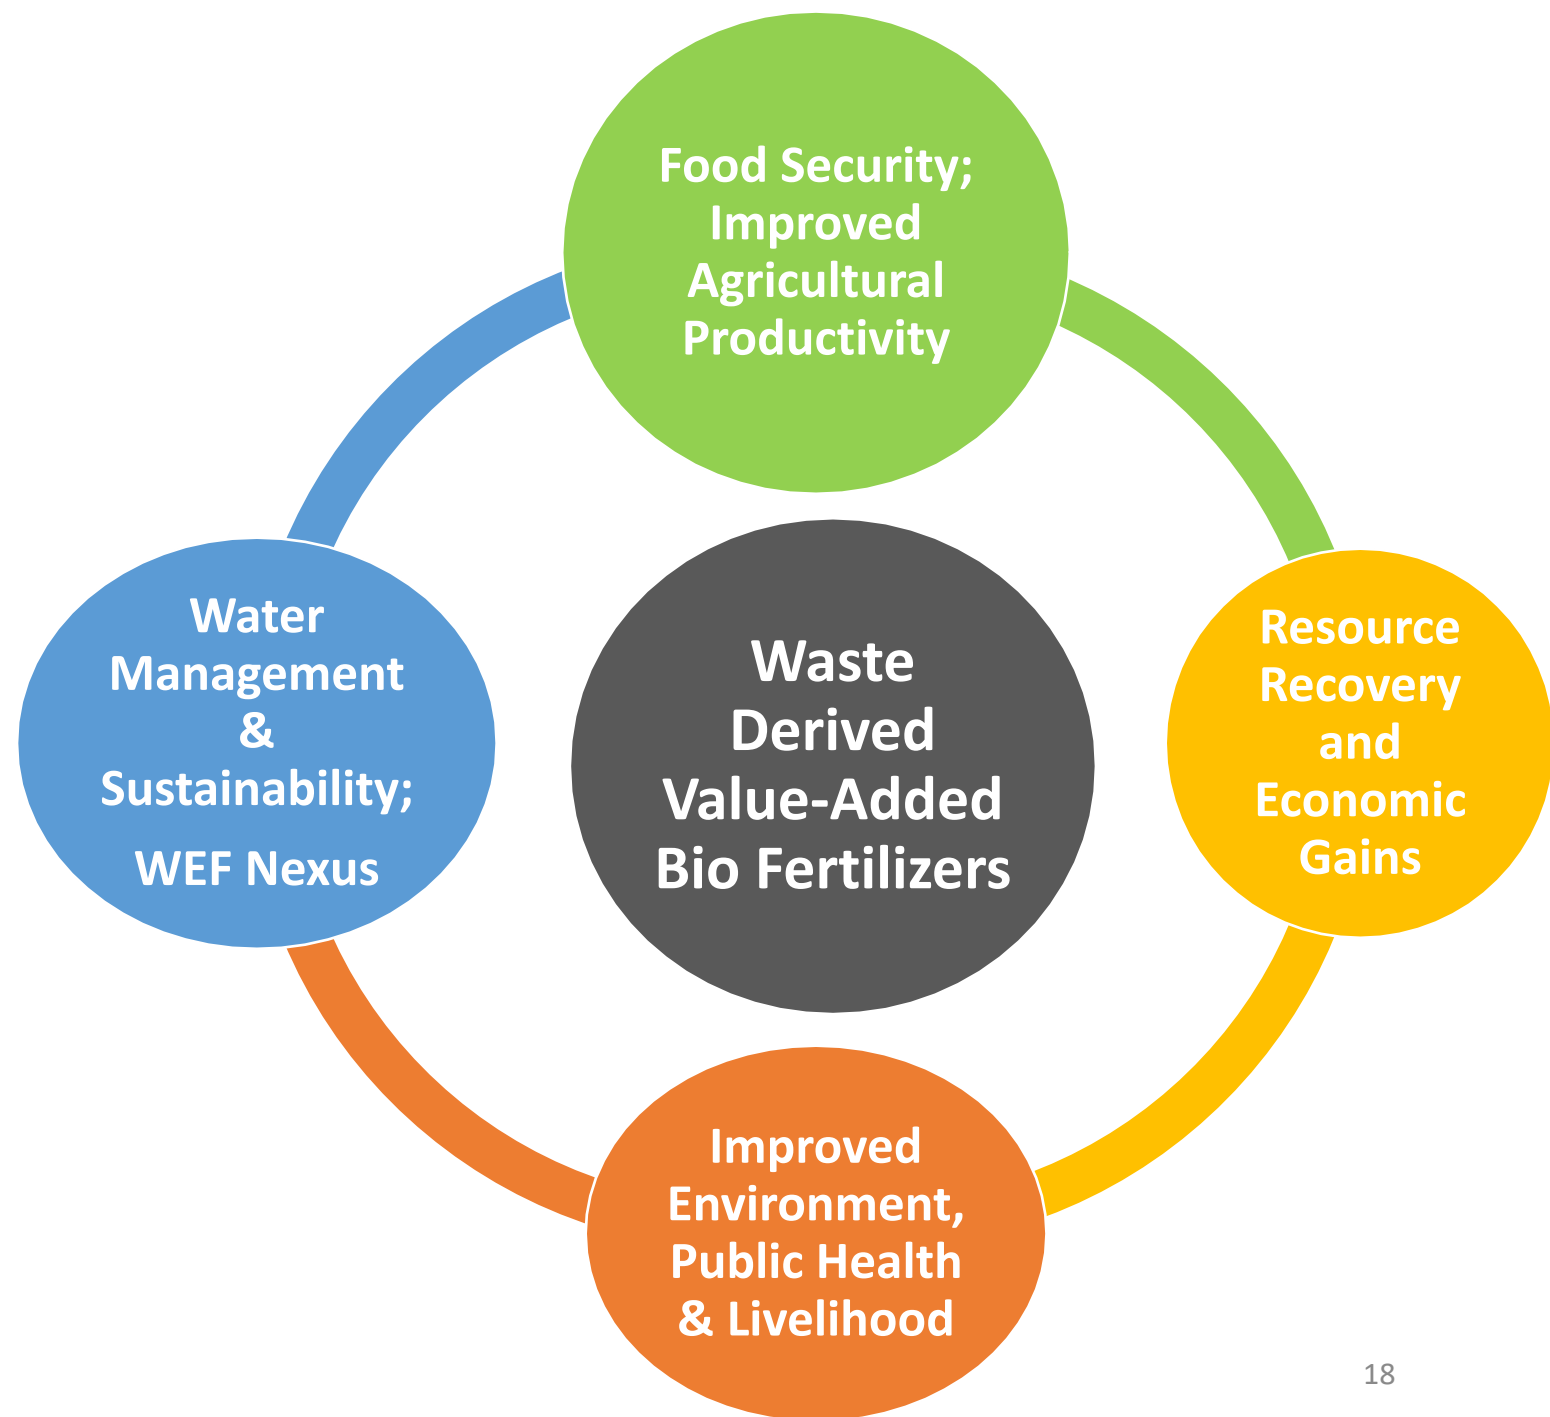 Food Security;
Improved
Agricultural
Productivity
Water
Management
&
Sustainability;
WEF Nexus
Waste
Derived
Value-Added
Bio Fertilizers
Resource
Recovery
and
Economic
Gains
Improved
Environment,
Public Health
& Livelihood
18